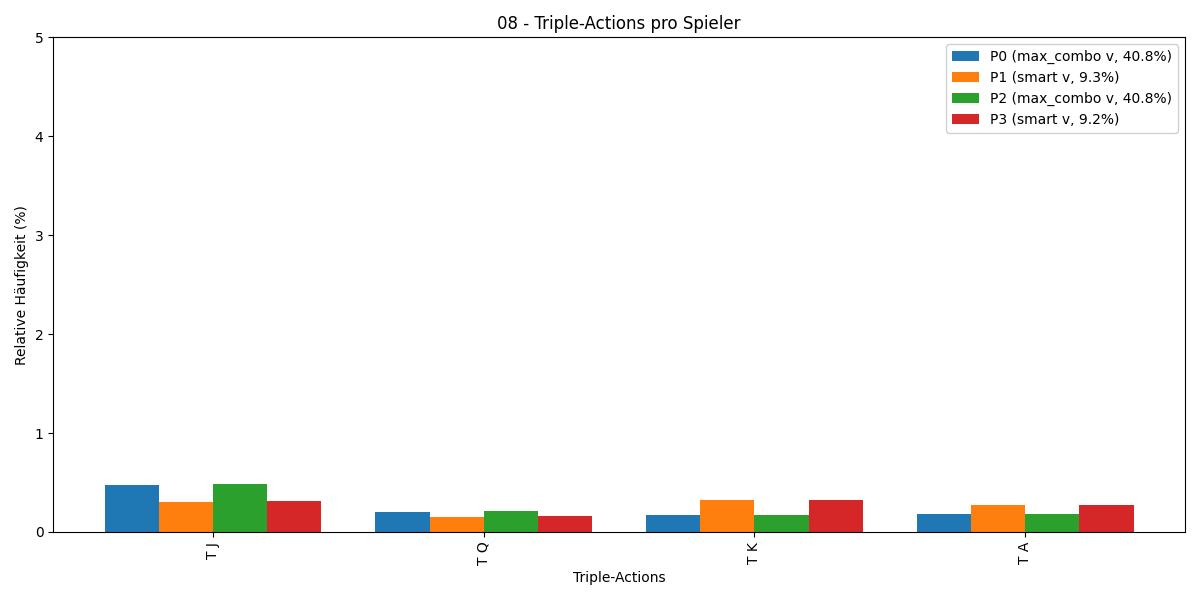 08 - Triple-Actions pro Spieler
P0 (max_combo v, 40.8%)
P1 (smart v, 9.3%)
P2 (max_combo v, 40.8%)
P3 (smart v, 9.2%)
Relative Häufigkeit (%)
5
4
3
2
1
0
T J
T Q
T K
T A
Triple-Actions